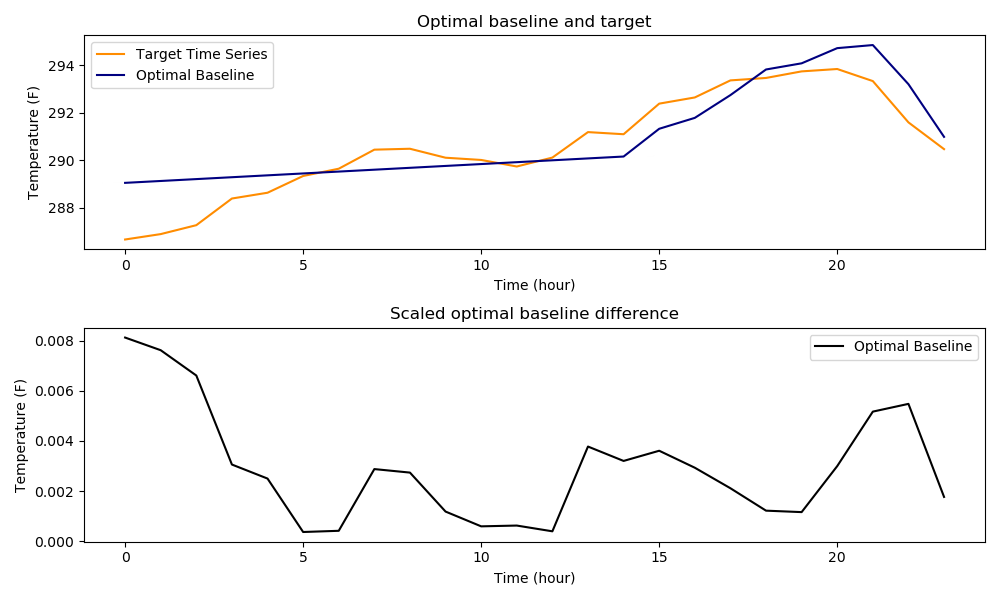 Optimal baseline and target
Target Time Series
Optimal Baseline
Temperature (F)
294
292
290
288
0 5 10 15 20
Time (hour)
Scaled optimal baseline difference
Optimal Baseline
Temperature (F)
0.008
0.006
0.004
0.002
0.000
0 5 10 15 20
Time (hour)